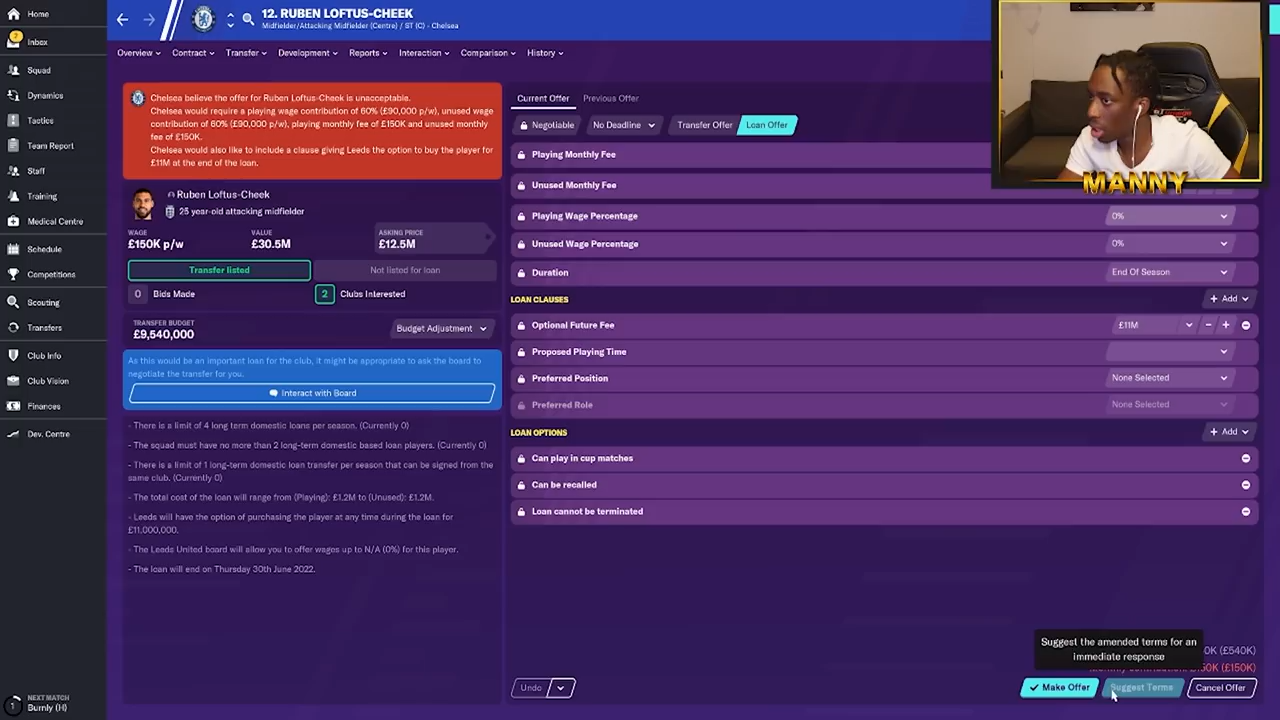 Home
Inbox
Squad
Dynamics
Tactics
Team Report
Staff
Training
Medical Centre
Schedule
Competitions
Scouting
Transfers
Club Info
Club Vision
Finances
Dev. Centre
NEXT MATCH
Burnly (H)
12. RUBEN LOFTUS-CHEEK
Midfielder/Attacking Midfielder (Centre) / ST (C) - Chelsea
Overview Contract Transfer Development Reports Interaction Comparison History
Chelsea believe the offer for Ruben Loftus-Cheek is unacceptable.
Chelsea would require a playing wage contribution of 60% (£90,000 p/w), unused wage
contribution of 60% (£90,000 p/w), playing monthly fee of £150K and unused monthly
fee of £150K.
Chelsea would also like to include a clause giving Leeds the option to buy the player for
£11M at the end of the loan.
Ruben Loftus-Cheek
25 year-old attacking midfielder
WAGE VALUE ASKING PRICE
£150K p/w £30.5M £12.5M
Transfer listed Not listed for loan
0 Bids Made 2 Clubs Interested
TRANSFER BUDGET
£9,540,000
Budget Adjustment
As this would be an important loan for the club, it might be appropriate to ask the board to
negotiate the transfer for you.
Interact with Board
- There is a limit of 4 long term domestic loans per season. (Currently 0)
- The squad must have no more than 2 long-term domestic based loan players. (Currently 0)
- There is a limit of 1 long-term domestic loan transfer per season that can be signed from the
same club. (Currently 0)
- The total cost of the loan will range from (Playing): £1.2M to (Unused): £1.2M.
- Leeds will have the option of purchasing the player at any time during the loan for
£11,000,000.
- The Leeds United board will allow you to offer wages up to N/A (0%) for this player.
- The loan will end on Thursday 30th June 2022.
Current Offer Previous Offer
Negotiable No Deadline Transfer Offer Loan Offer
Playing Monthly Fee
Unused Monthly Fee
Playing Wage Percentage 0%
Unused Wage Percentage 0%
Duration End Of Season
LOAN CLAUSES + Add
Optional Future Fee £11M
Proposed Playing Time
Preferred Position None Selected
Preferred Role None Selected
LOAN OPTIONS + Add
Can play in cup matches
Can be recalled
Loan cannot be terminated
Suggest the amended terms for an
immediate response
0K (£540K)
(£150K)
Undo Make Offer Suggest Terms Cancel Offer
MANNY